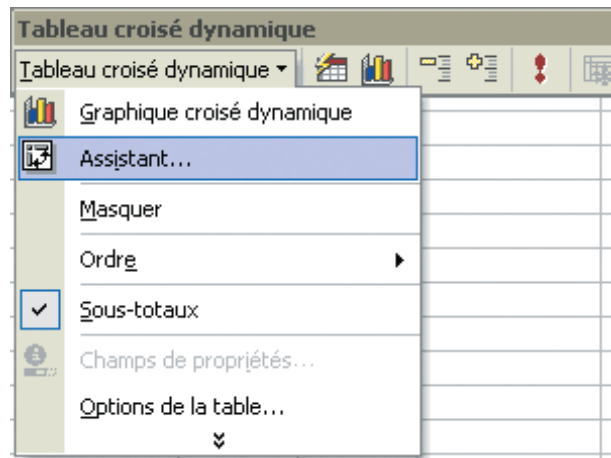 Tableau croisé dynamique
Tableau croisé dynamique
Graphique croisé dynamique
Assistant...
Masquer
Ordre
Sous-totaux
Champs de propriétés...
Options de la table...